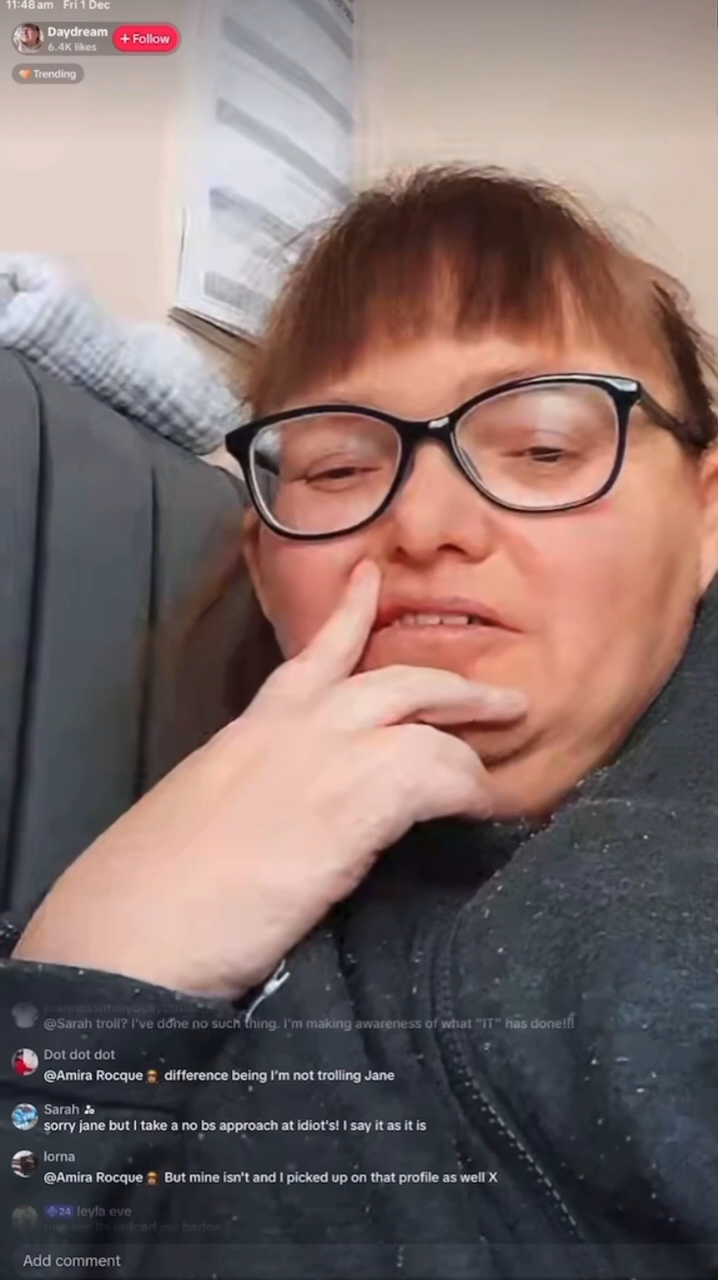 11:48am Fri 1 Dec
Daydream
6.4K likes
+ Follow
Trending
@Sarah troll? I've done no such thing. I'm making awareness of what "IT" has done!!!
Dot dot dot
@Amira Rocque difference being I'm not trolling Jane
Sarah
sorry jane but I take a no bs approach at idiot's! I say it as it is
lorna
@Amira Rocque But mine isn't and I picked up on that profile as well X
24 leyla eve
my badge
Add comment